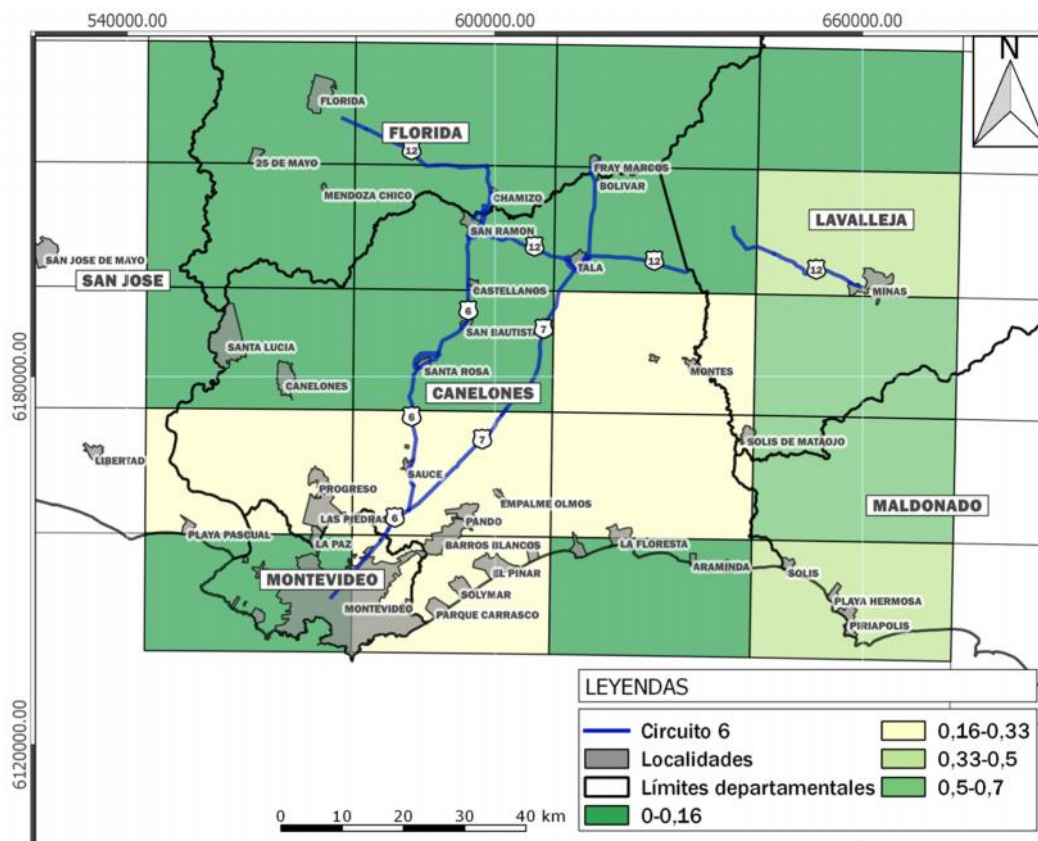 540000.00 600000.00 660000.00
N
FLORIDA
FLORIDA
12
25 DE MAYO
FRAY MARCOS
BOLIVAR
MENDOZA CHICO
CHAMIZO
LAVALLEJA
SAN RAMON
12
SAN JOSE DE MAYO
TALA
12
12
SAN JOSE
CASTELLANOS
MINAS
6
SAN BAUTISTA
7
SANTA LUCIA
SANTA ROSA
MONTES
6180000.00
CANELONES
CANELONES
6
7
SOLIS DE MATAOJO
LIBERTAD
SAUCE
PROGRESO
EMPALME OLMOS
MALDONADO
LAS PIEDRAS
6
PANDO
PLAYA PASCUAL
LA PAZ
BARROS BLANCOS
LA FLORESTA
ARAMINDA
SOLIS
MONTEVIDEO
EL PINAR
SOLYMAR
MONTEVIDEO
PARQUE CARRASCO
PLAYA HERMOSA
PIRIAPOLIS
6120000.00
LEYENDAS
Circuito 6
Localidades
Límites departamentales
0-0,16
0,16-0,33
0,33-0,5
0,5-0,7
0 10 20 30 40 km